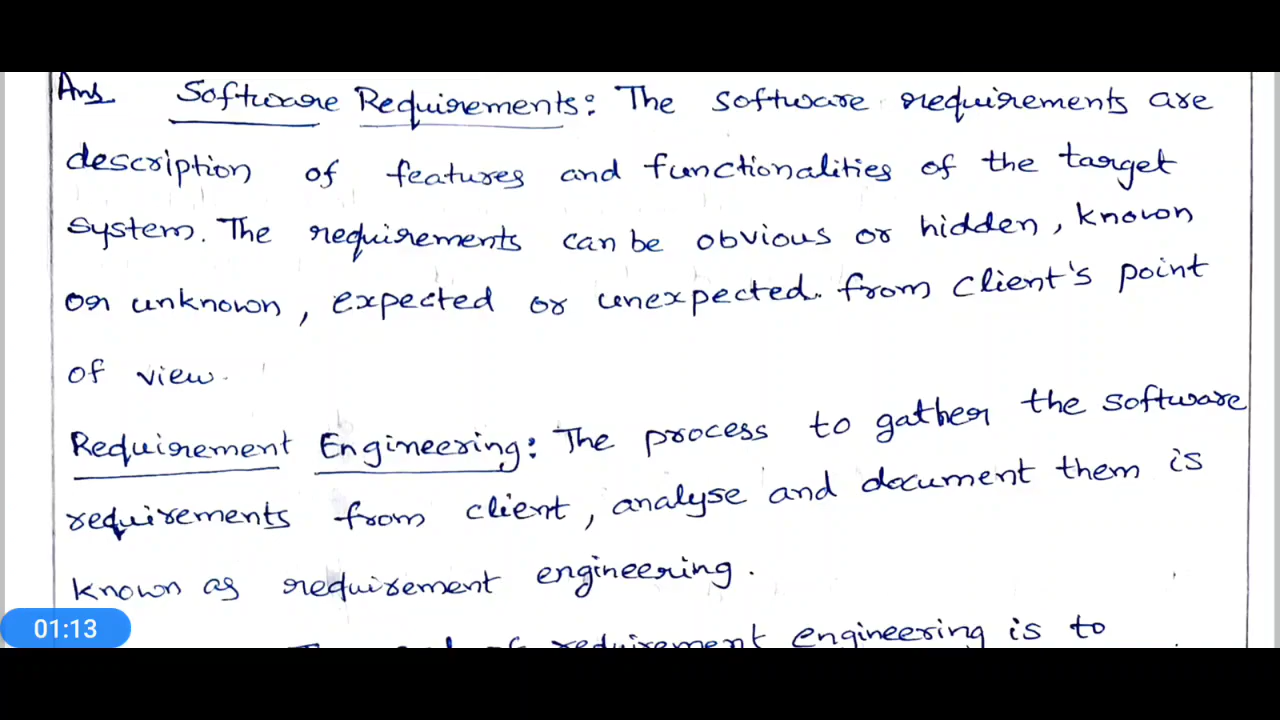 Ans Software Requirements: The software requirements are
description of features and functionalities of the target
system. The requirements can be obvious or hidden, known
or unknown, expected or unexpected. from client's point
of view.
Requirement Engineering: The process to gather the software
requirements from client, analyse and document them is
known as requirement engineering.
01:13
requirement engineering is to